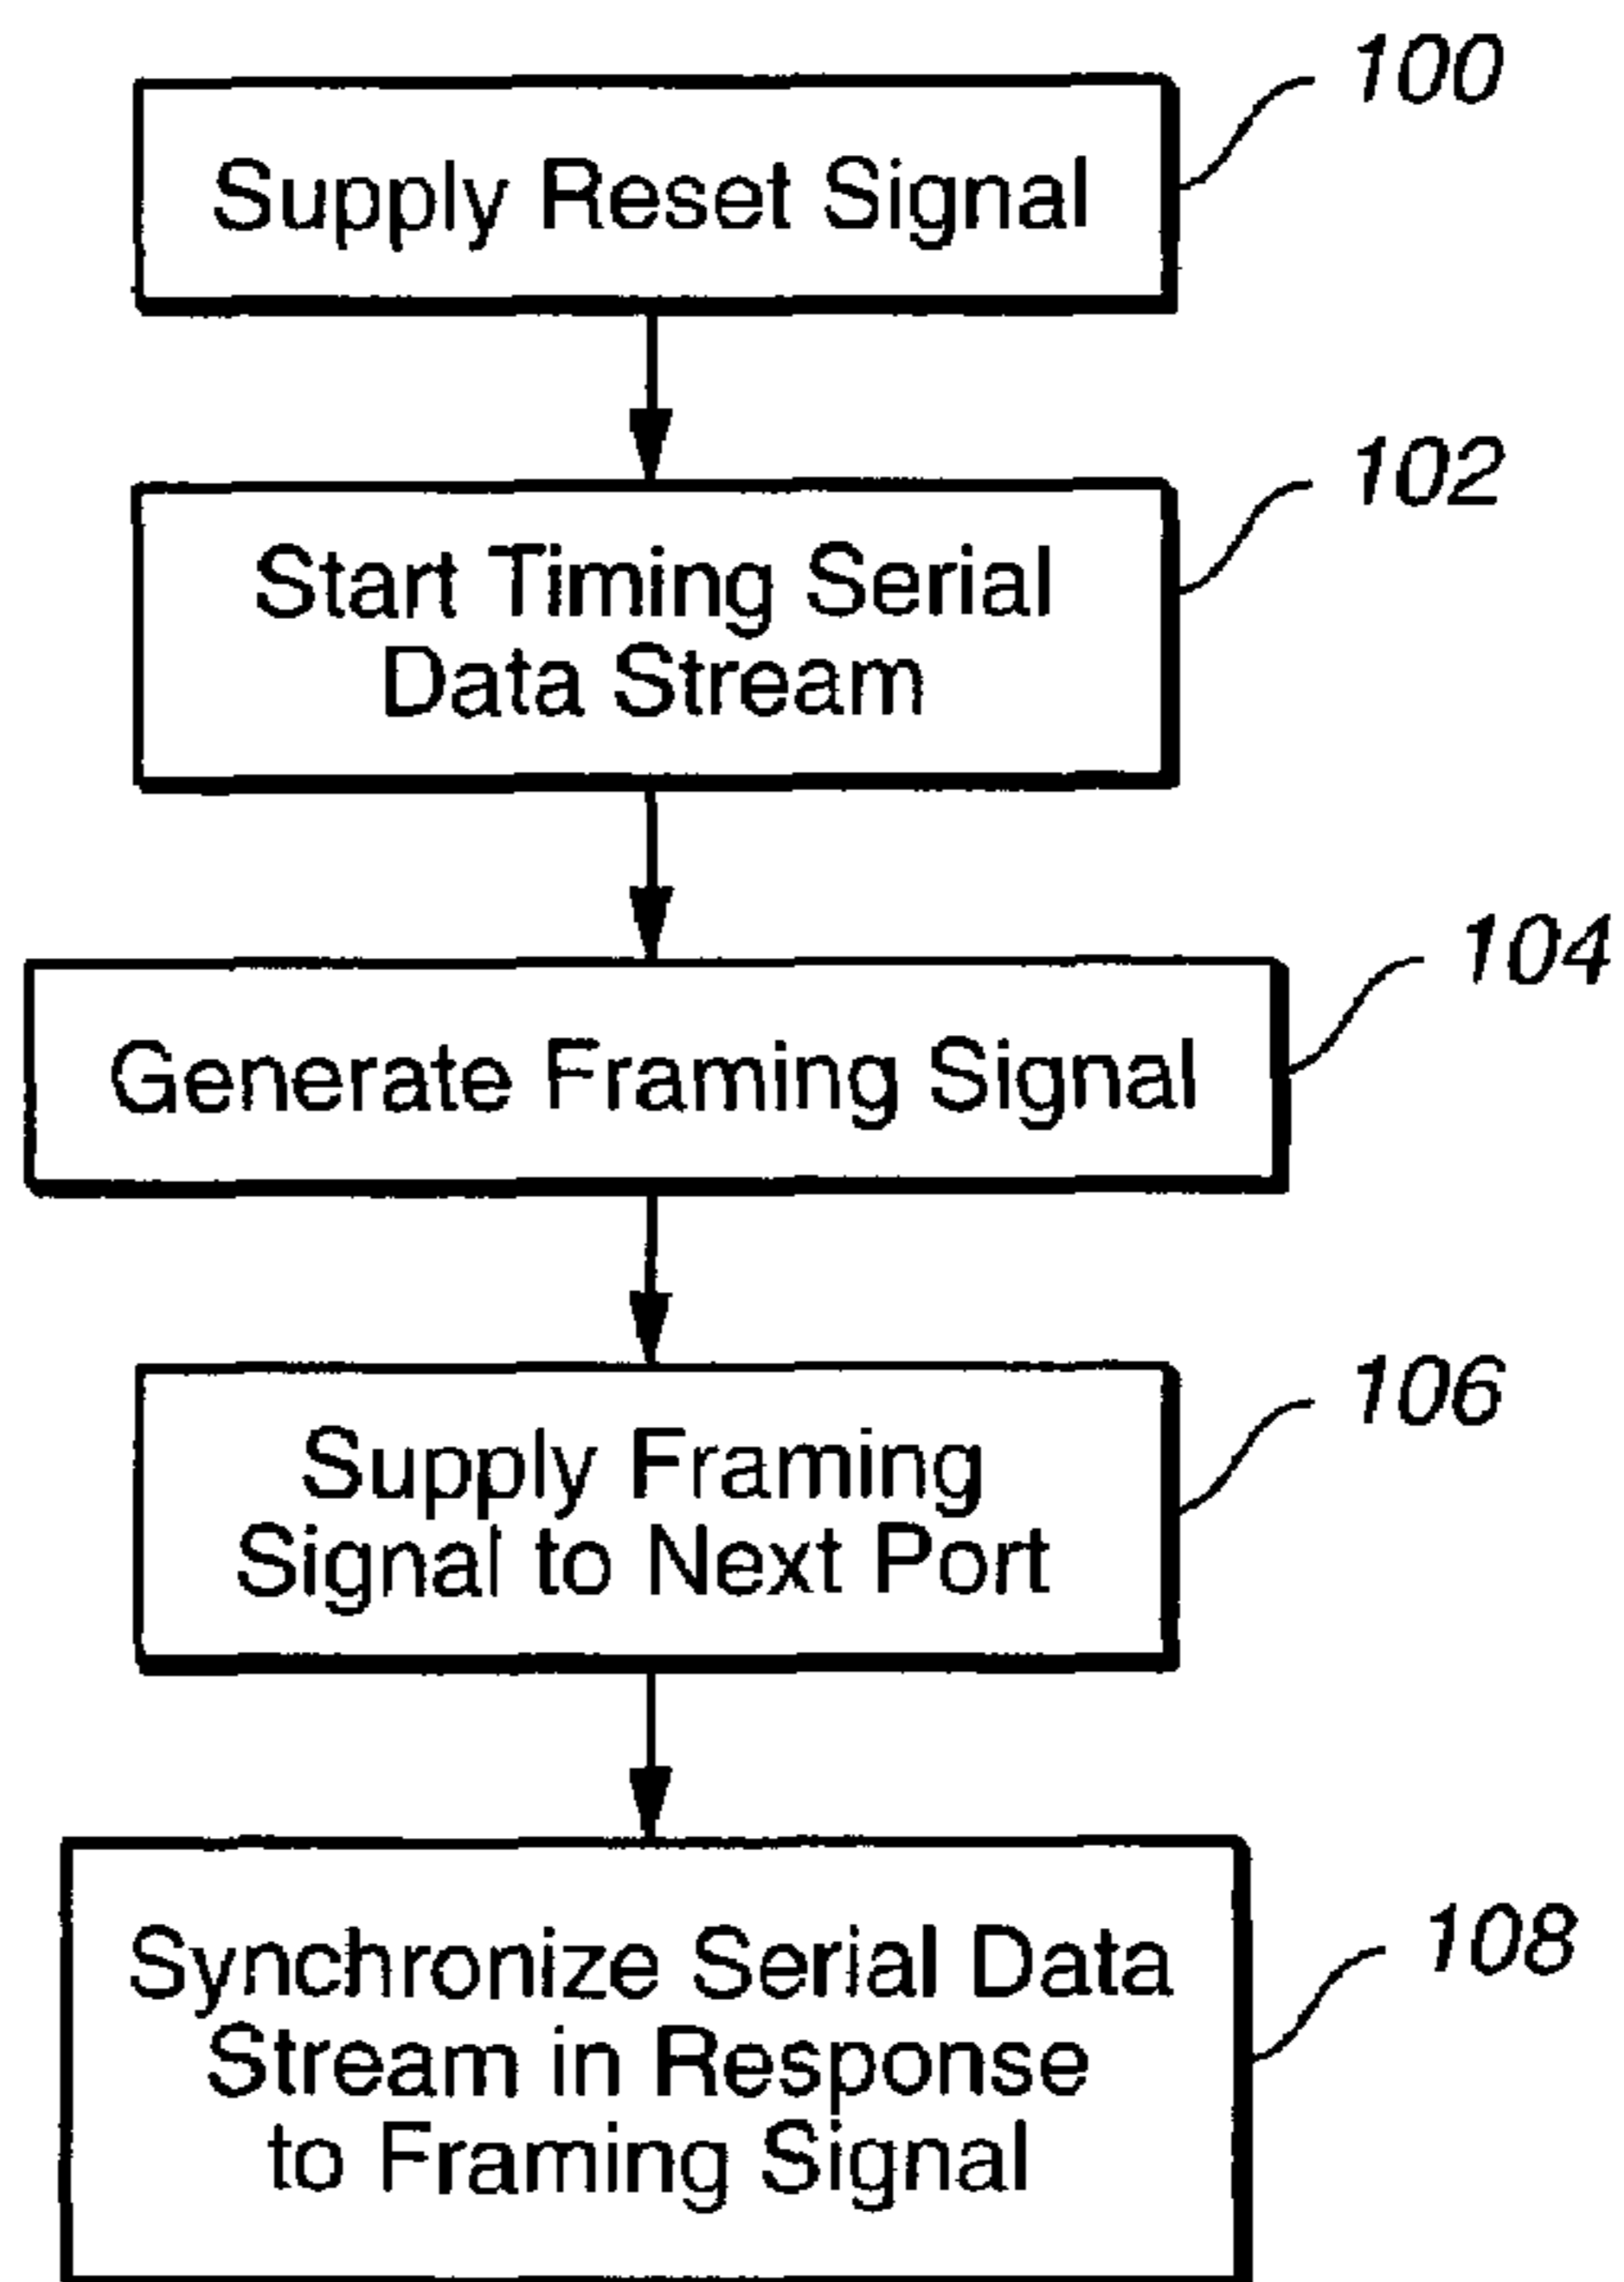 100
Supply Reset Signal
102
Start Timing Serial
Data Stream
104
Generate Framing Signal
106
Supply Framing
Signal to Next Port
108
Synchronize Serial Data
Stream in Response
to Framing Signal